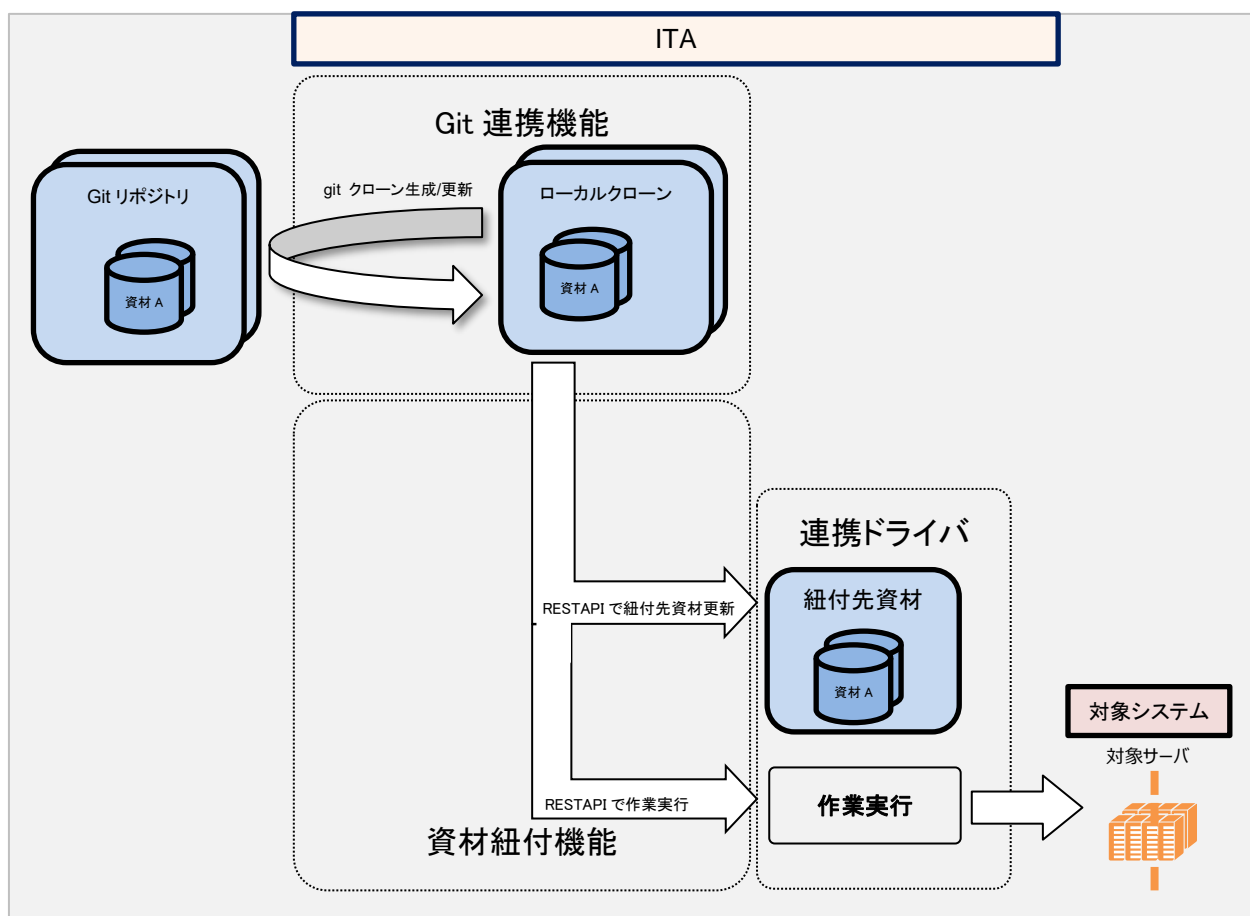 ITA
Git 連携機能
Git リポジトリ
資材 A
git クローン生成/更新
ローカルクローン
資材 A
連携ドライバ
RESTAPI で紐付先資材更新
紐付先資材
資材 A
対象システム
対象サーバ
RESTAPI で作業実行
作業実行
資材紐付機能